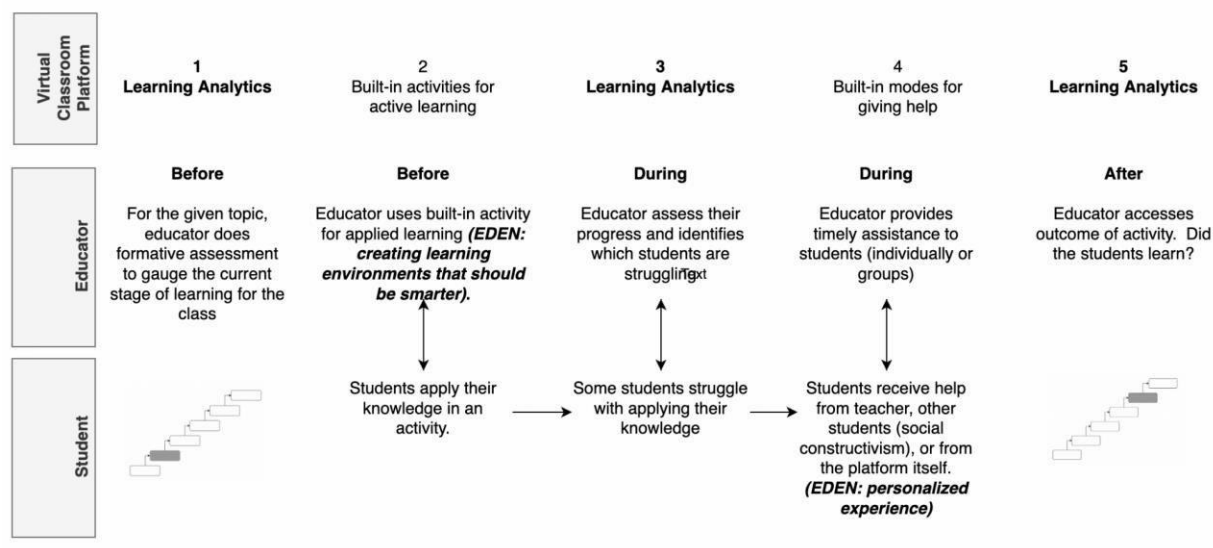 Virtual
Classroom
Platform
1
Learning Analytics
2
Built-in activities for
active learning
3
Learning Analytics
4
Built-in modes for
giving help
5
Learning Analytics
Educator
Before
For the given topic,
educator does
formative assessment
to gauge the current
stage of learning for the
class
Before
Educator uses built-in activity
for applied learning (EDEN:
creating learning
environments that should
be smarter).
During
Educator assess their
progress and identifies
which students are
struggling.
Text
During
Educator provides
timely assistance to
students (individually or
groups)
After
Educator accesses
outcome of activity. Did
the students learn?
Student
Students apply their
knowledge in an
activity.
Some students struggle
with applying their
knowledge
Students receive help
from teacher, other
students (social
constructivism), or from
the platform itself.
(EDEN: personalized
experience)